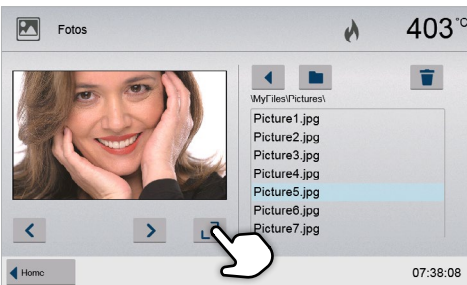 Fotos
403°C
\MyFiles\Pictures\
Picture1.jpg
Picture2.jpg
Picture3.jpg
Picture4.jpg
Picture5.jpg
Picture6.jpg
Picture7.jpg
Home
07:38:08